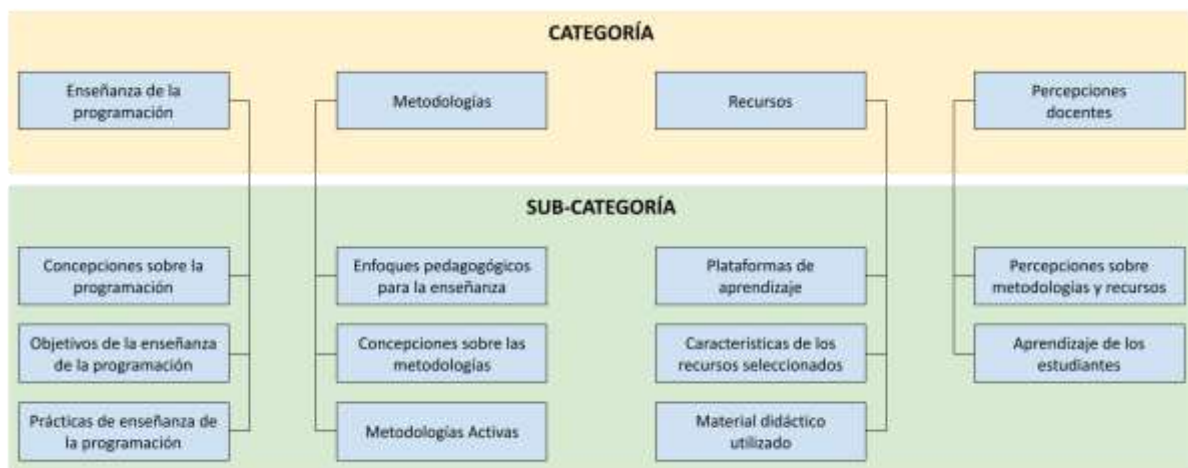 CATEGORÍA
Enseñanza de la
programación
Metodologías
Recursos
Percepciones
docentes
SUB-CATEGORÍA
Concepciones sobre la
programación
Enfoques pedagógicos
para la enseñanza
Plataformas de
aprendizaje
Percepciones sobre
metodologías y recursos
Objetivos de la enseñanza
de la programación
Concepciones sobre las
metodologías
Características de los
recursos seleccionados
Aprendizaje de los
estudiantes
Prácticas de enseñanza de
la programación
Metodologías Activas
Material didáctico
utilizado